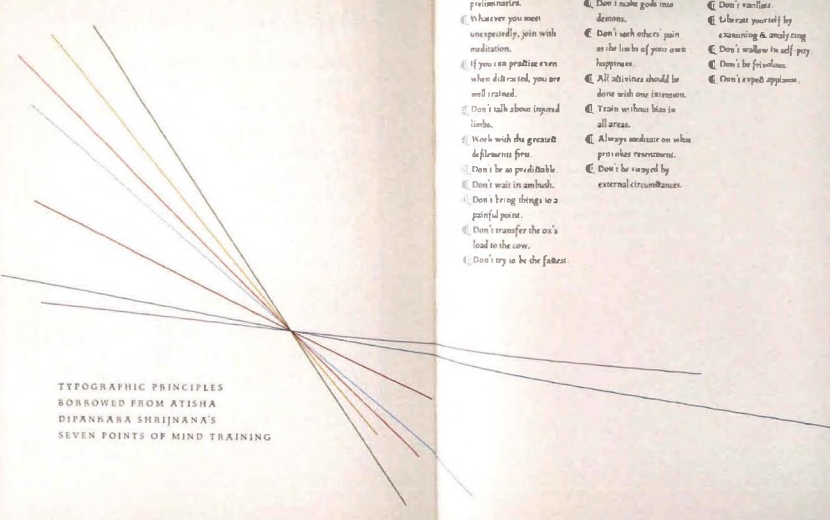 TYPOGRAPHIC PRINCIPLES
BORROWED FROM ATISHA
DIPANKARA SHRIJNANA'S
SEVEN POINTS OF MIND TRAINING
preliminaries.
¶ Whatever you meet
unexpectedly, join with
meditation.
¶ If you can practise even
when distracted, you are
well trained.
¶ Don't talk about injured
limbs.
¶ Work with the greatest
defilements first.
¶ Don't be so predictable.
¶ Don't wait in ambush.
¶ Don't bring things to a
painful point.
¶ Don't transfer the ox's
load to the cow.
¶ Don't try to be the fastest.
¶ Don't make gods into
demons.
¶ Don't seek others' pain
as the limbs of your own
happiness.
¶ All activities should be
done with one intention.
¶ Train without bias in
all areas.
¶ Always meditate on what
provokes resentment.
¶ Don't be swayed by
external circumstances.
¶ Don't vacillate.
¶ Liberate yourself by
examining & analyzing
¶ Don't wallow in self-pity
¶ Don't be frivolous.
¶ Don't expect applause.